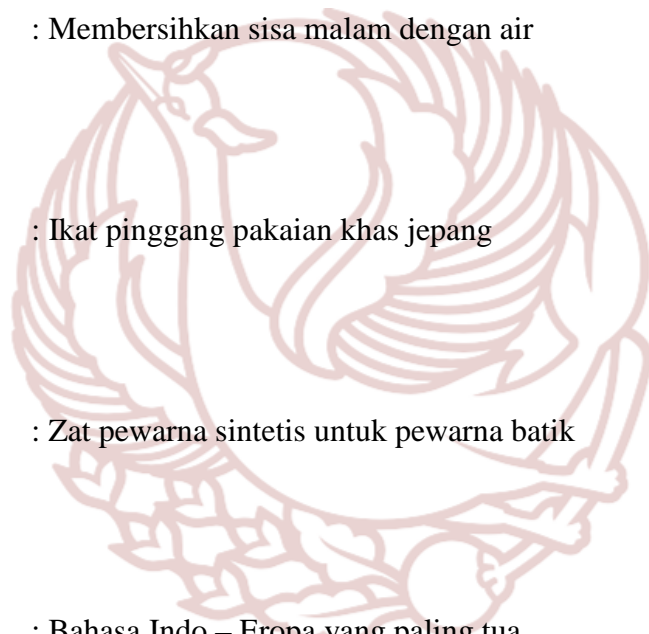 : Membersihkan sisa malam dengan air
: Ikat pinggang pakaian khas jepang
: Zat pewarna sintetis untuk pewarna batik
: Bahasa Indo – Eropa yang paling tua